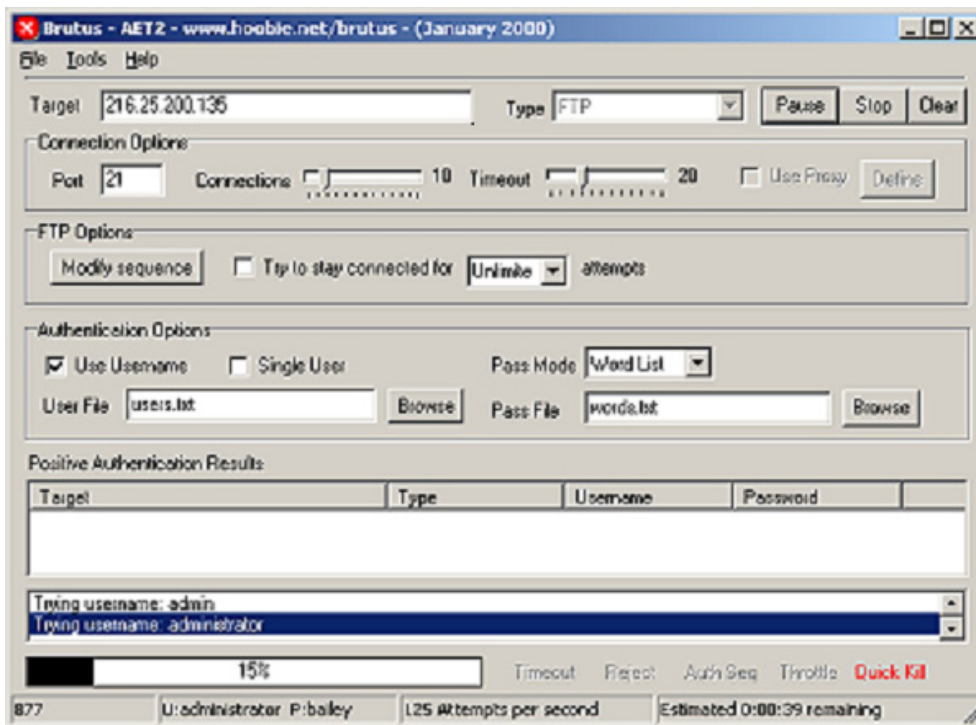 Brutus - AET2 - www.hoobie.net/brutus - (January 2000)
File Tools Help
Target 216.25.200.135 Type FTP Pause Stop Clear
Connection Options
Port 21 Connections 10 Timeout 20 Use Proxy Define
FTP Options
Modify sequence Try to stay connected for Unlimite attempts
Authentication Options
Use Username Single User Pass Mode Word List
User File users.txt Browse Pass File words.txt Browse
Positive Authentication Results
Target Type Username Password
Trying username: admin
Trying username: administrator
15% Timeout Reject Auth Seq Throttle Quick Kill
877 U:administrator P:bailey 125 Attempts per second Estimated 0:00:39 remaining